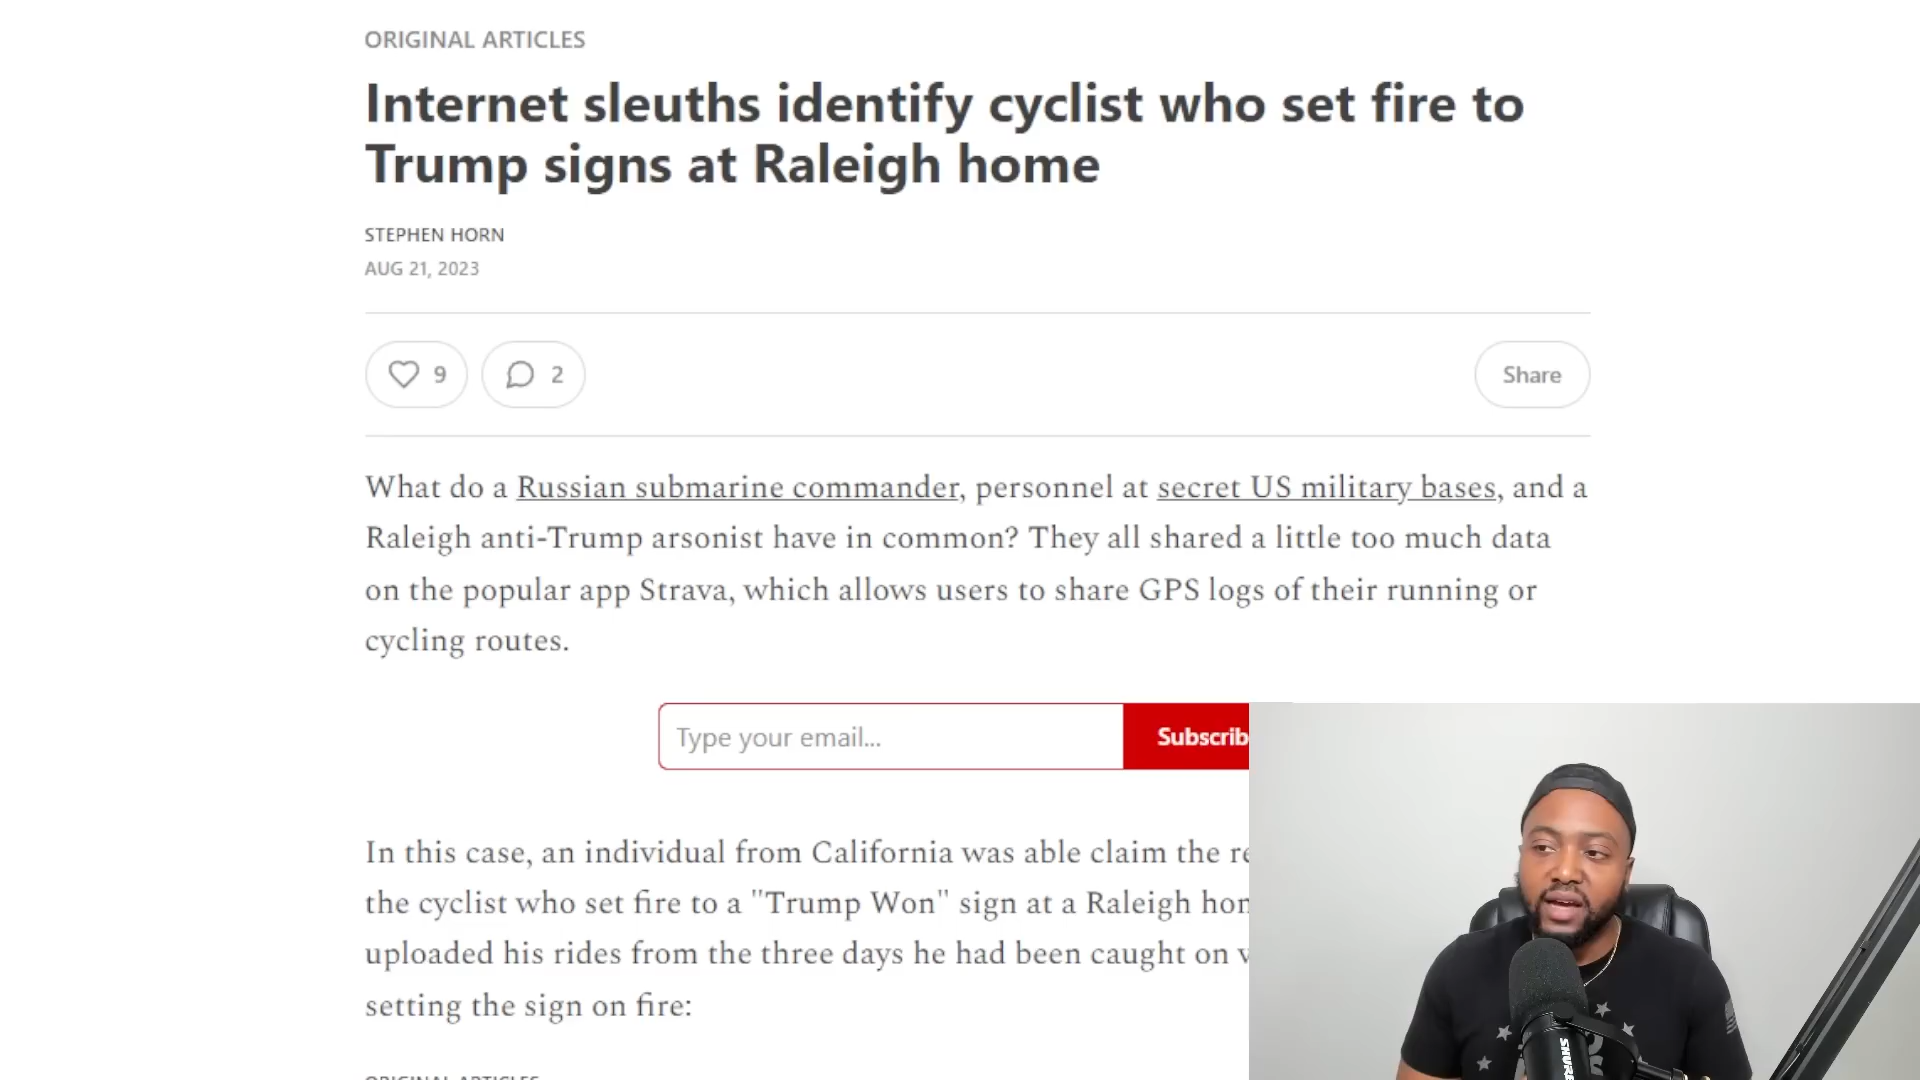 ORIGINAL ARTICLES
Internet sleuths identify cyclist who set fire to
Trump signs at Raleigh home
STEPHEN HORN
AUG 21, 2023
9
2
Share
What do a Russian submarine commander, personnel at secret US military bases, and a
Raleigh anti-Trump arsonist have in common? They all shared a little too much data
on the popular app Strava, which allows users to share GPS logs of their running or
cycling routes.
Type your email...
Subscrib
In this case, an individual from California was able claim the
the cyclist who set fire to a "Trump Won" sign at a Raleigh
uploaded his rides from the three days he had been caught on
setting the sign on fire:
ORIGINAL ARTICLES
SHURE